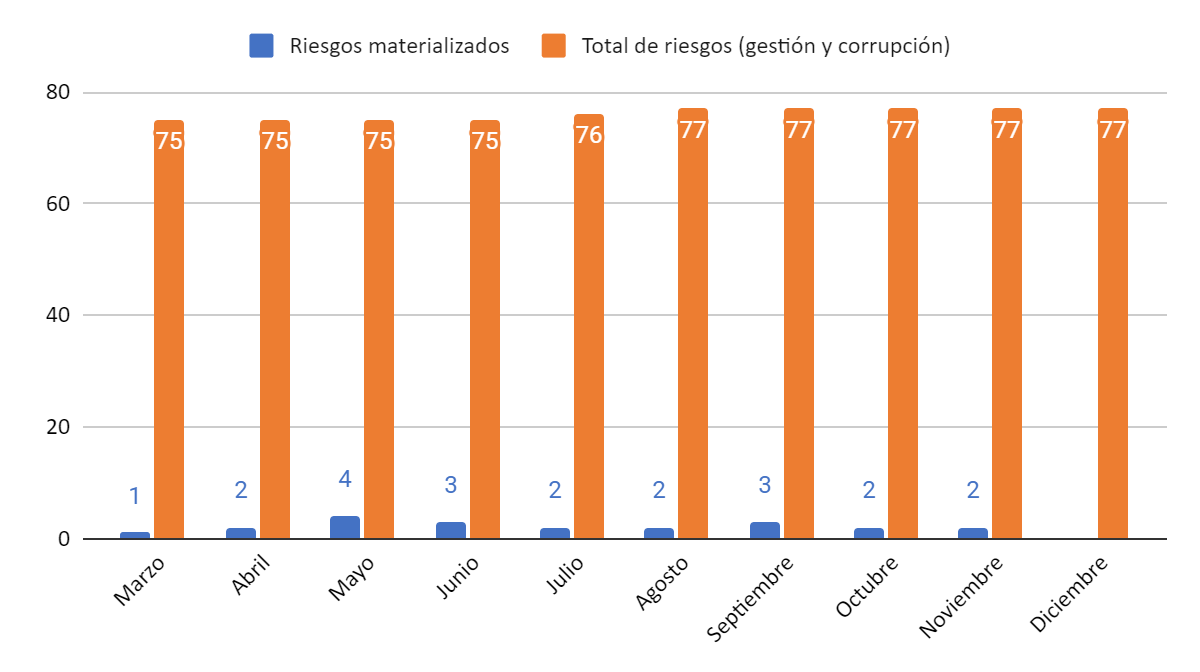 Riesgos materializados Total de riesgos (gestión y corrupción)
80
60
40
20
0
75 75 75 75 76 77 77 77 77 77
1 2 4 3 2 2 3 2 2
Marzo Abril Mayo Junio Julio Agosto Septiembre Octubre Noviembre Diciembre